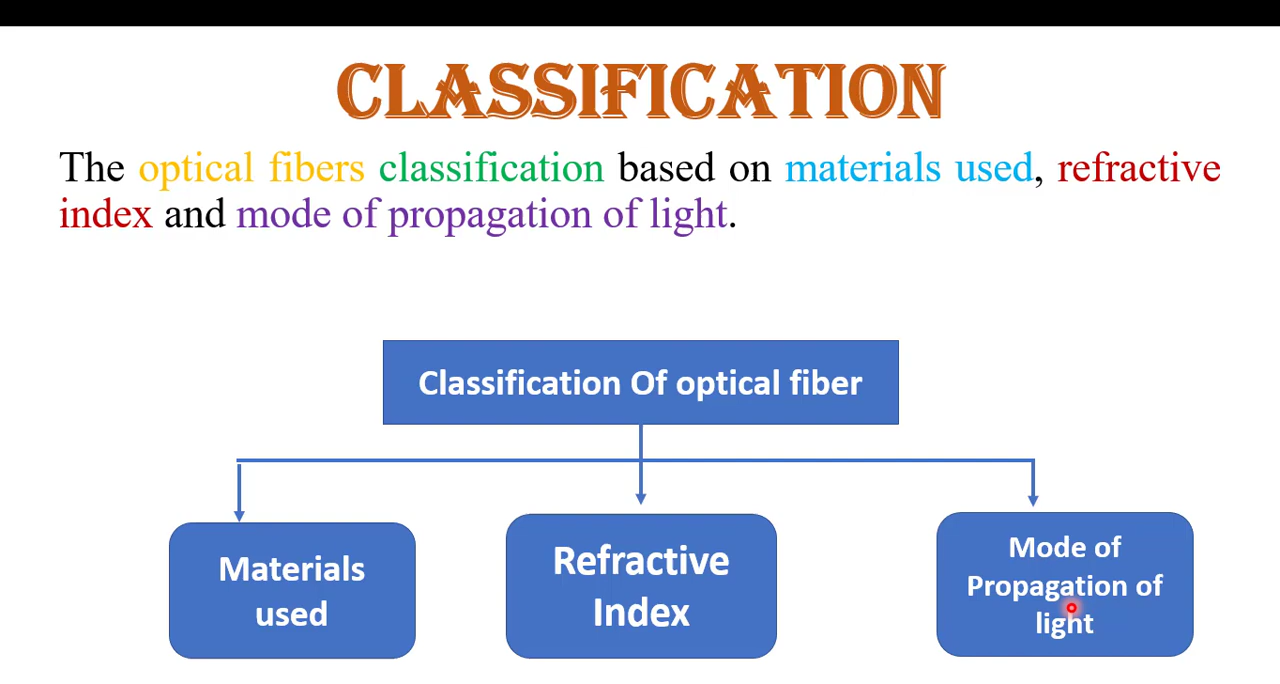 CLASSIFICATION
The optical fibers classification based on materials used, refractive
index and mode of propagation of light.
Classification Of optical fiber
Materials
used
Refractive
Index
Mode of
Propagation of
light